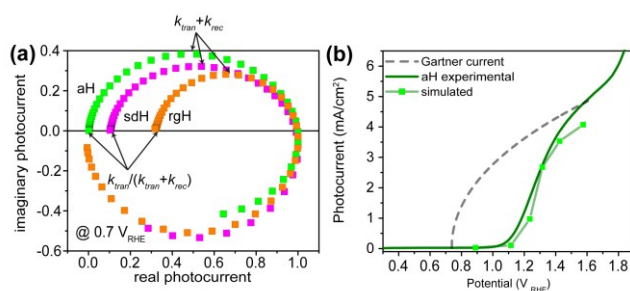 (a)
k_tran+k_rec
imaginary photocurrent
0.4
0.2
0.0
-0.2
-0.4
-0.6
aH
sdH
rgH
k_tran/(k_tran+k_rec)
@ 0.7 V_RHE
0.0 0.2 0.4 0.6 0.8 1.0
real photocurrent
(b)
Photocurrent (mA/cm²)
6
5
4
3
2
1
0
Gartner current
aH experimental
simulated
0.4 0.6 0.8 1.0 1.2 1.4 1.6 1.8
Potential (V_RHE)